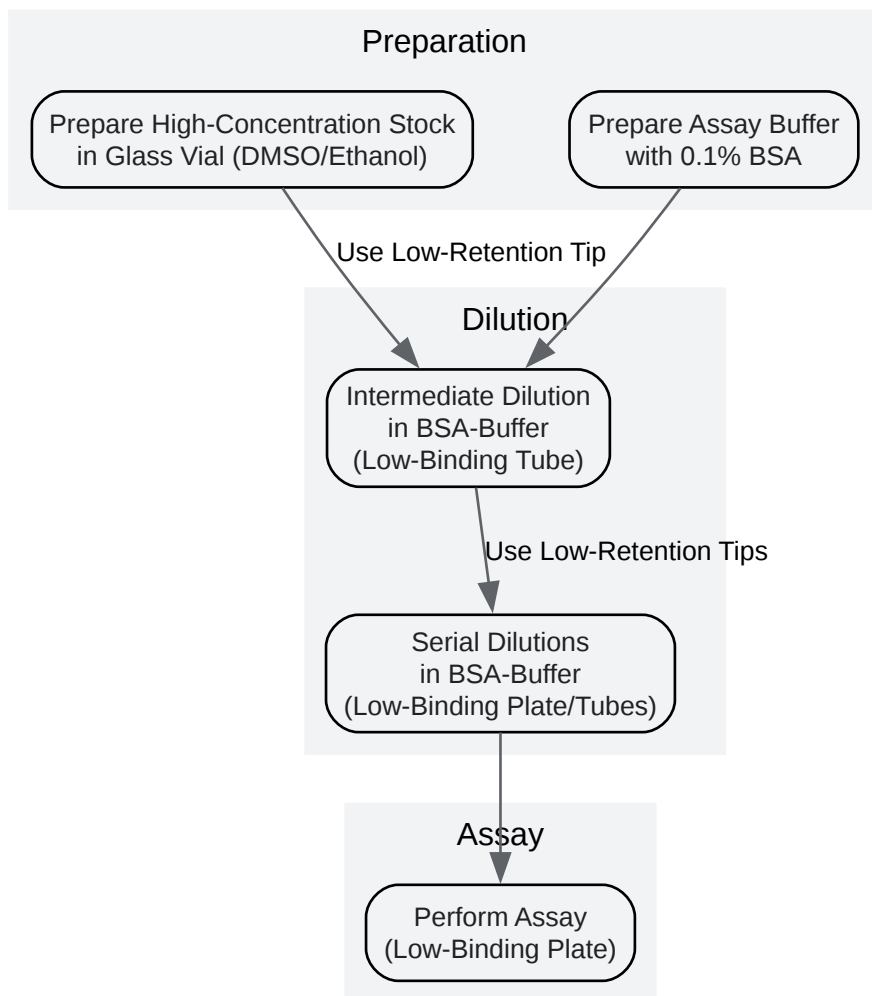 Preparation
Prepare High-Concentration Stock
in Glass Vial (DMSO/Ethanol)
Prepare Assay Buffer
with 0.1% BSA
Use Low-Retention Tip
Dilution
Intermediate Dilution
in BSA-Buffer
(Low-Binding Tube)
Use Low-Retention Tips
Serial Dilutions
in BSA-Buffer
(Low-Binding Plate/Tubes)
Assay
Perform Assay
(Low-Binding Plate)